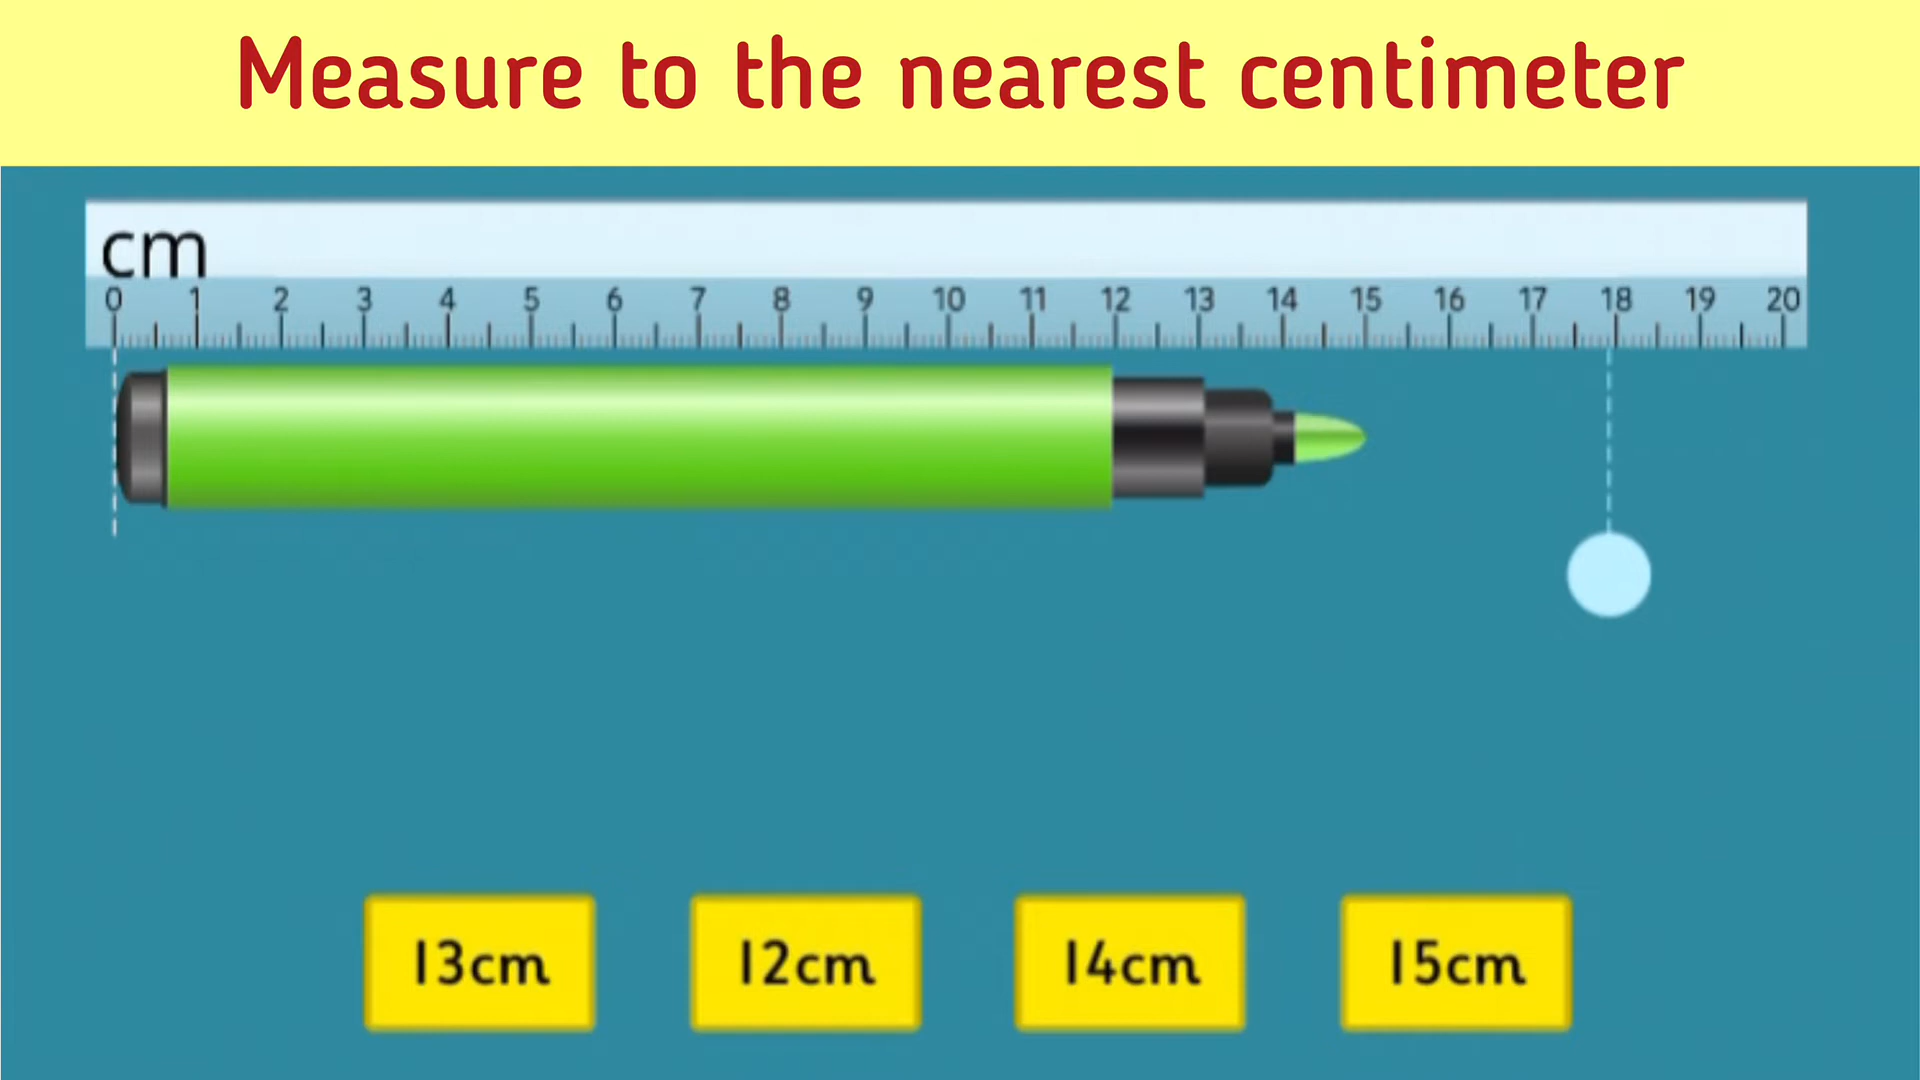 Measure to the nearest centimeter
cm
0 1 2 3 4 5 6 7 8 9 10 11 12 13 14 15 16 17 18 19 20
13cm 12cm 14cm 15cm